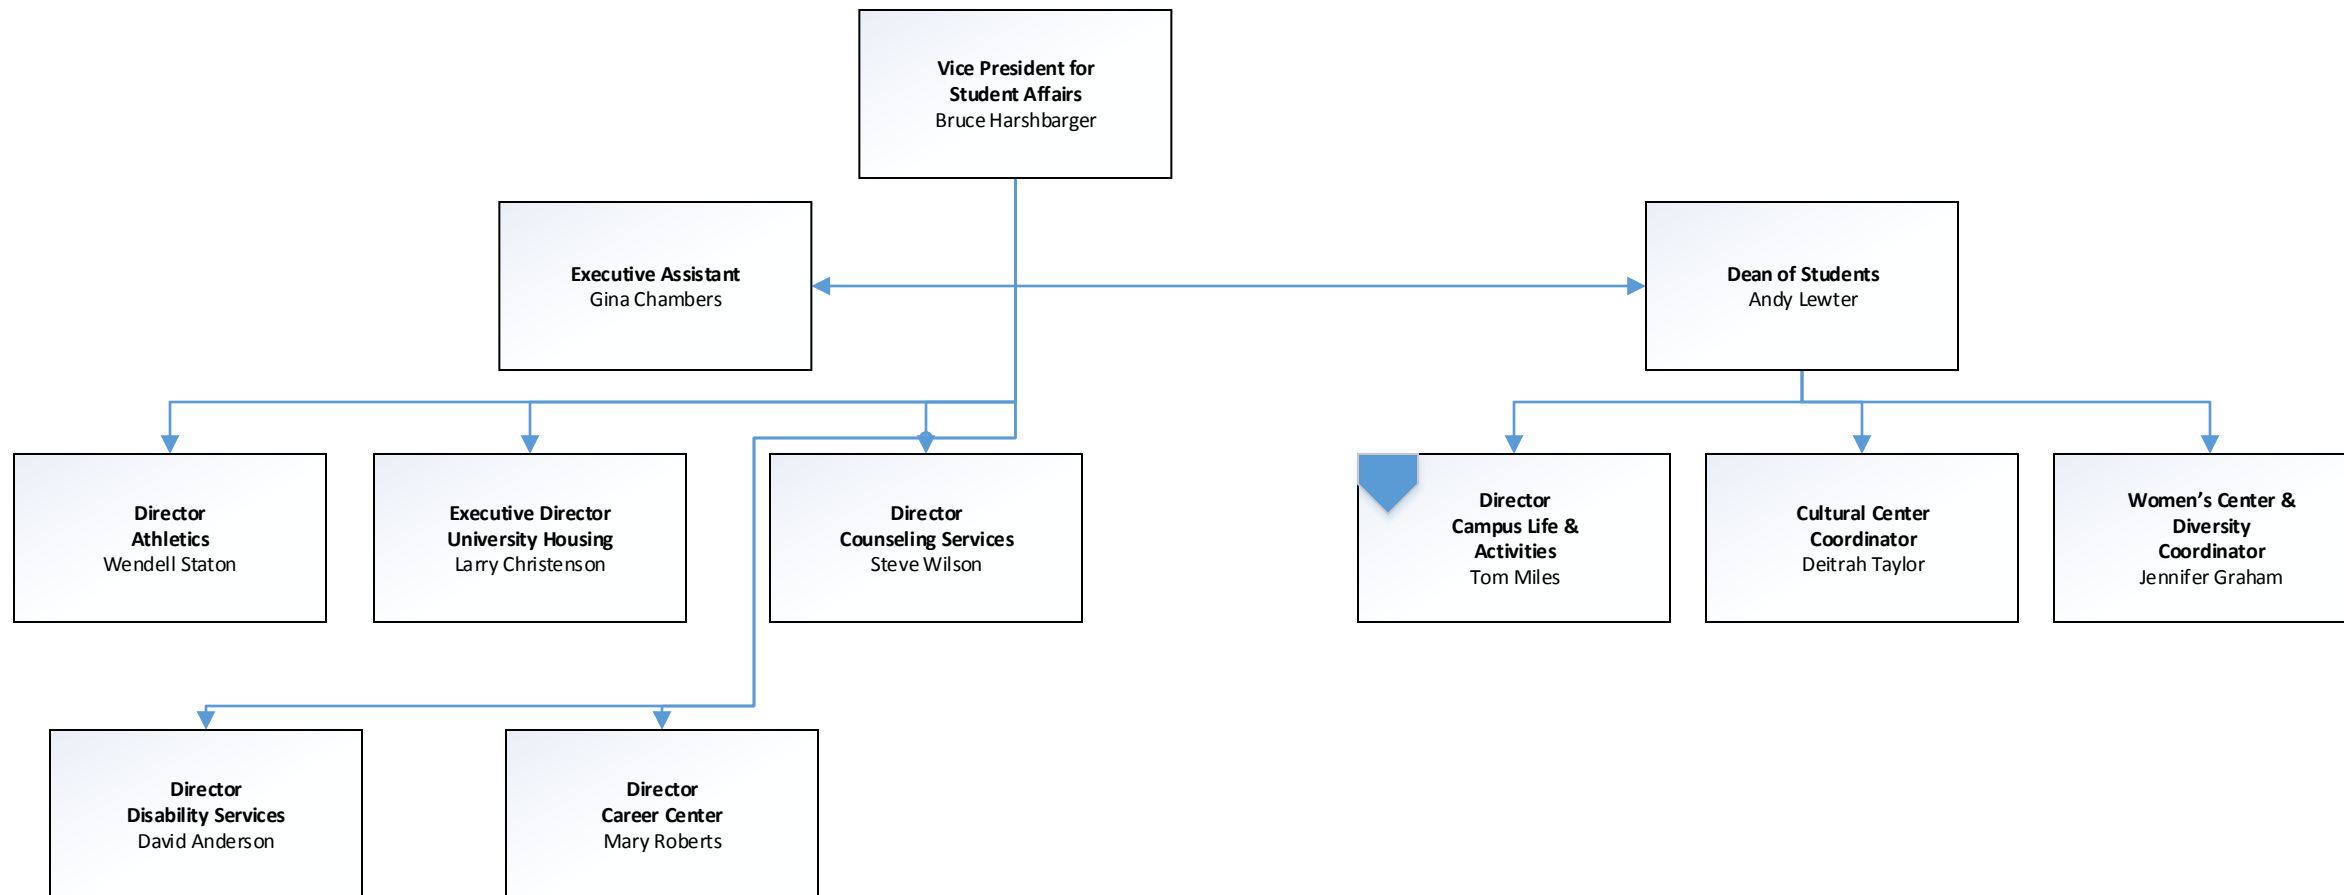 Vice President for
Student Affairs
Bruce Harshbarger
Executive Assistant
Gina Chambers
Dean of Students
Andy Lewter
Director
Athletics
Wendell Staton
Executive Director
University Housing
Larry Christenson
Director
Counseling Services
Steve Wilson
Director
Campus Life &
Activities
Tom Miles
Cultural Center
Coordinator
Deitrah Taylor
Women’s Center &
Diversity
Coordinator
Jennifer Graham
Director
Disability Services
David Anderson
Director
Career Center
Mary Roberts